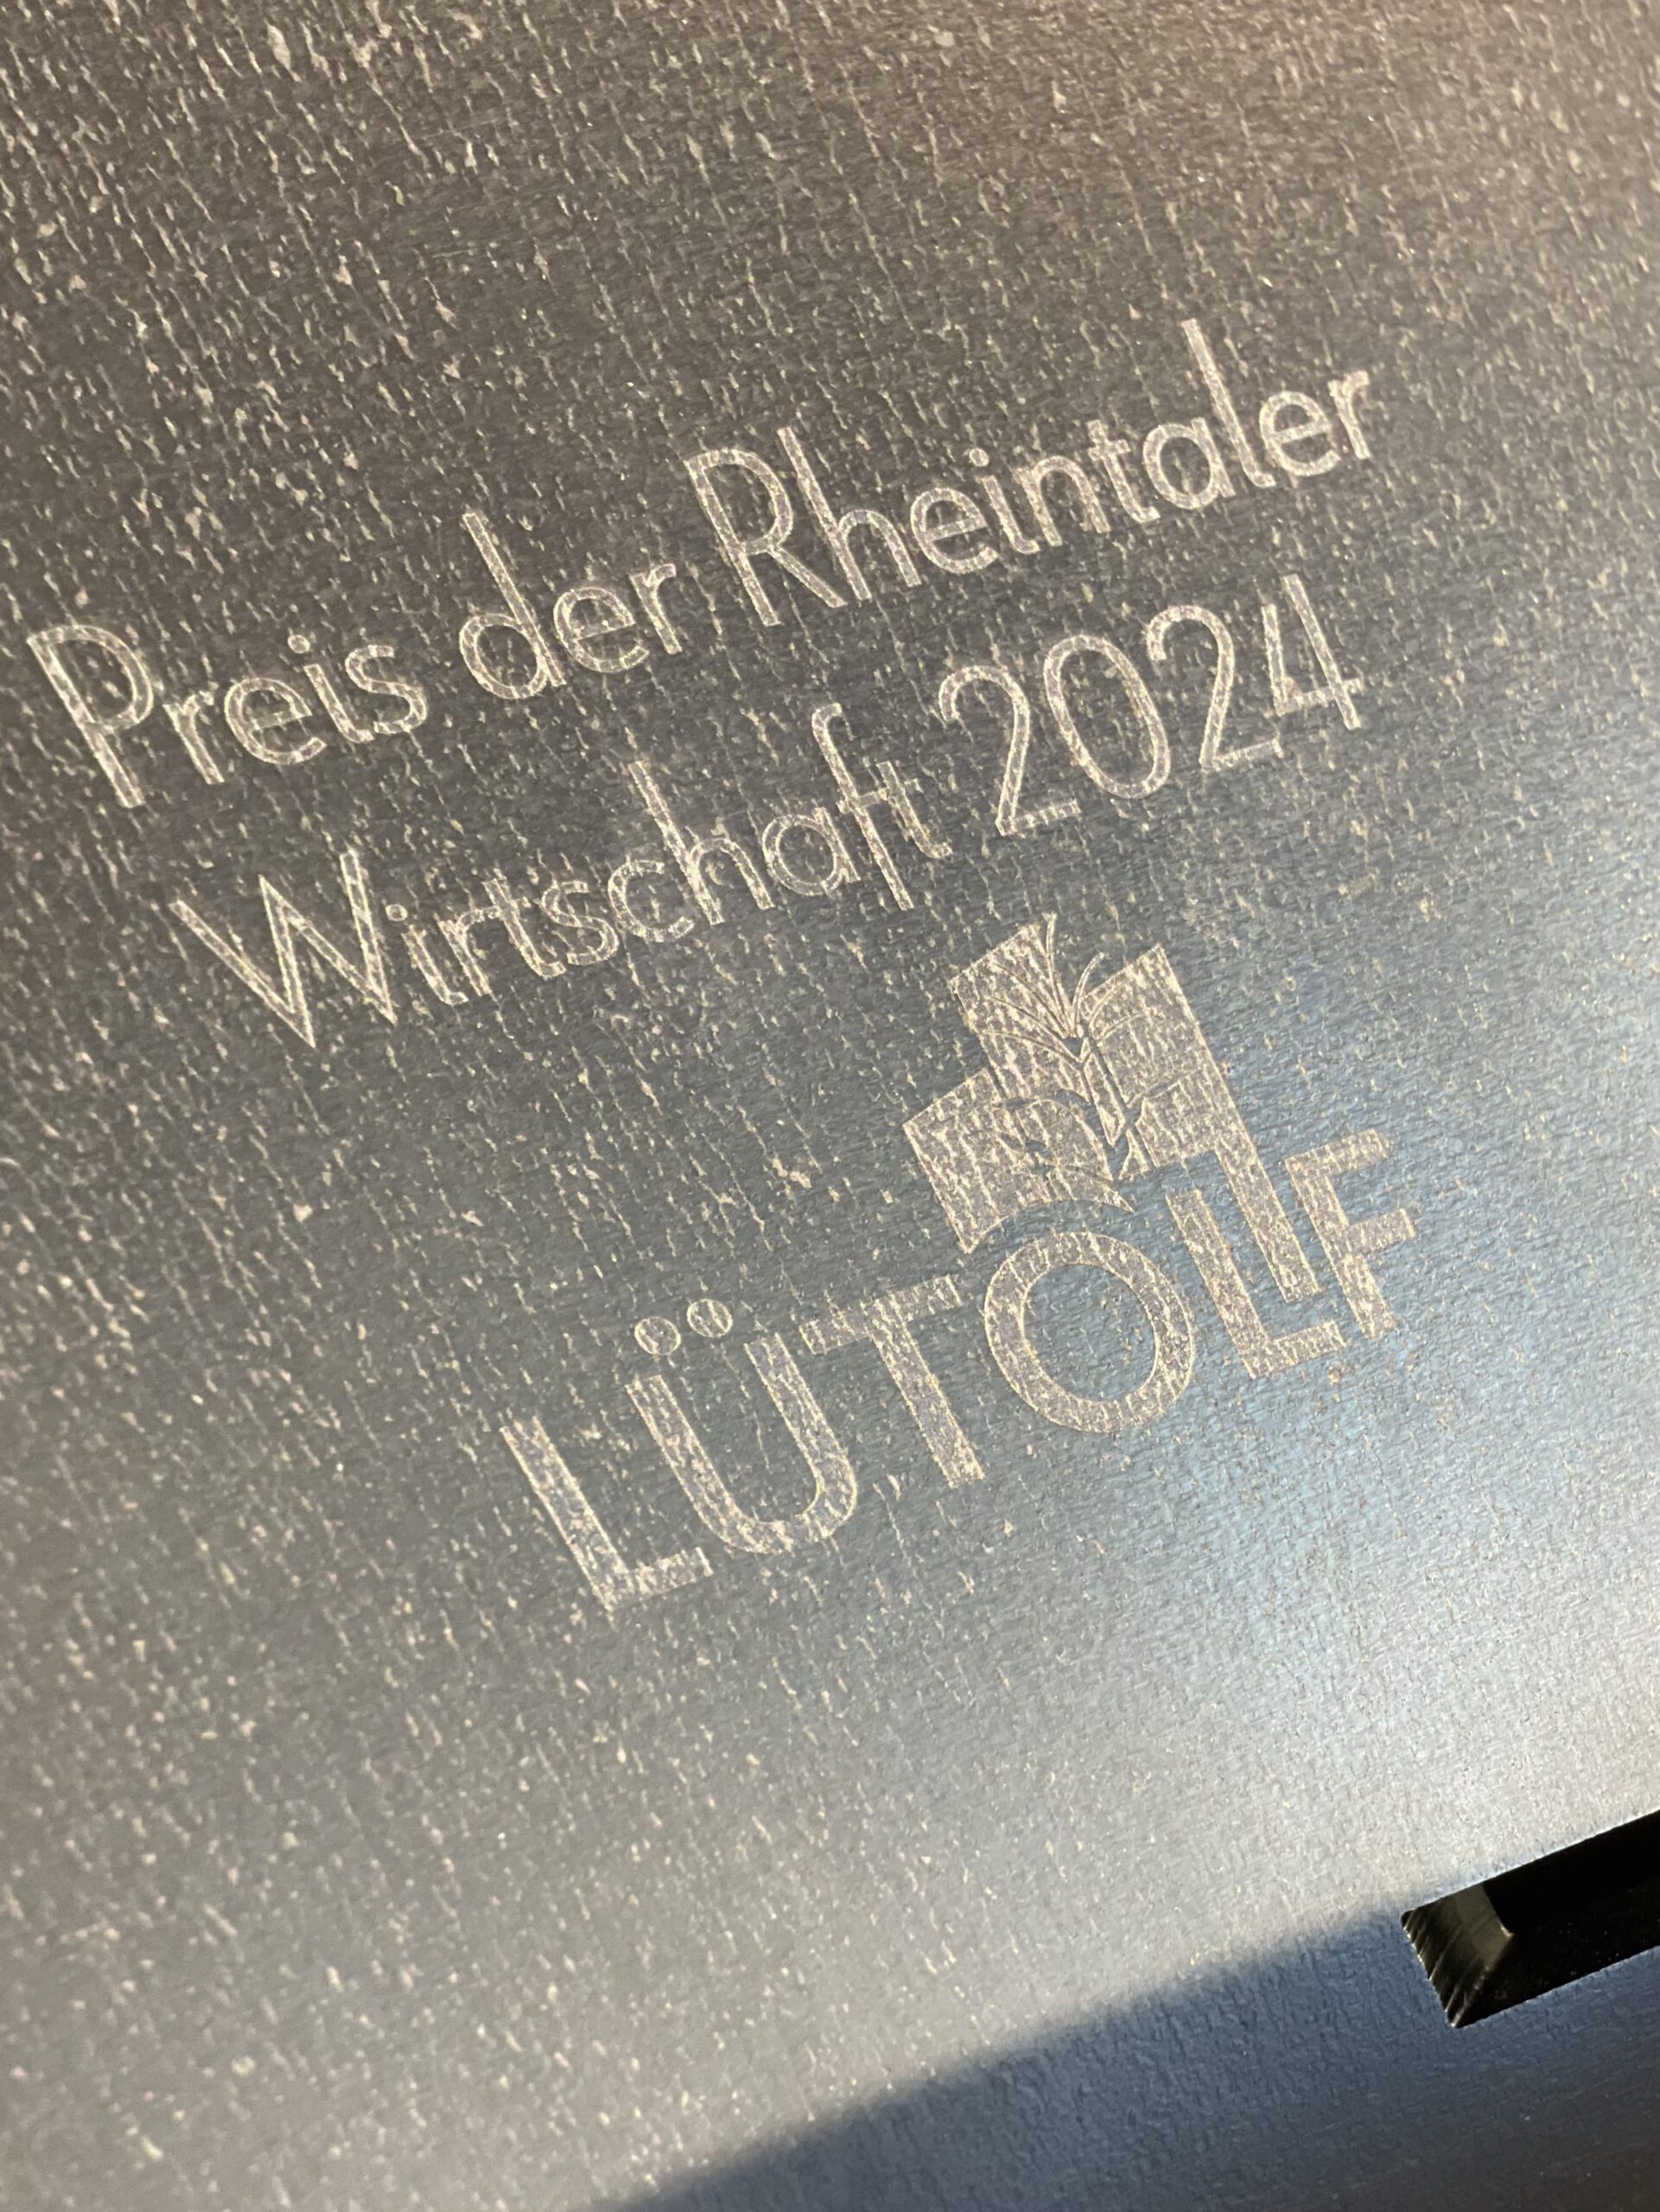 Preis der Rheintaler
Wirtschaft 2024
LÜTOLF